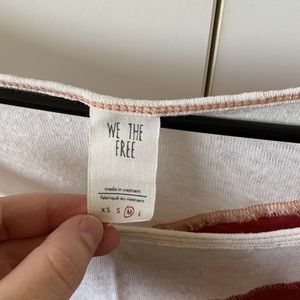 WE THE
FREE
made in vietnam
fabriqué au vietnam
XS S M L